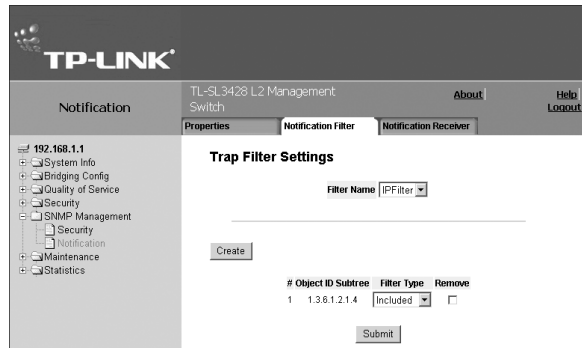 TP-LINK
Notification
TL-SL3428 L2 Management Switch
About
Help
Logout
Properties
Notification Filter
Notification Receiver
192.168.1.1
System Info
Bridging Config
Quality of Service
Security
SNMP Management
Security
Notification
Maintenance
Statistics
Trap Filter Settings
Filter Name IPFilter
Create
# Object ID Subtree Filter Type Remove
1 1.3.6.1.2.1.4 Included
Submit